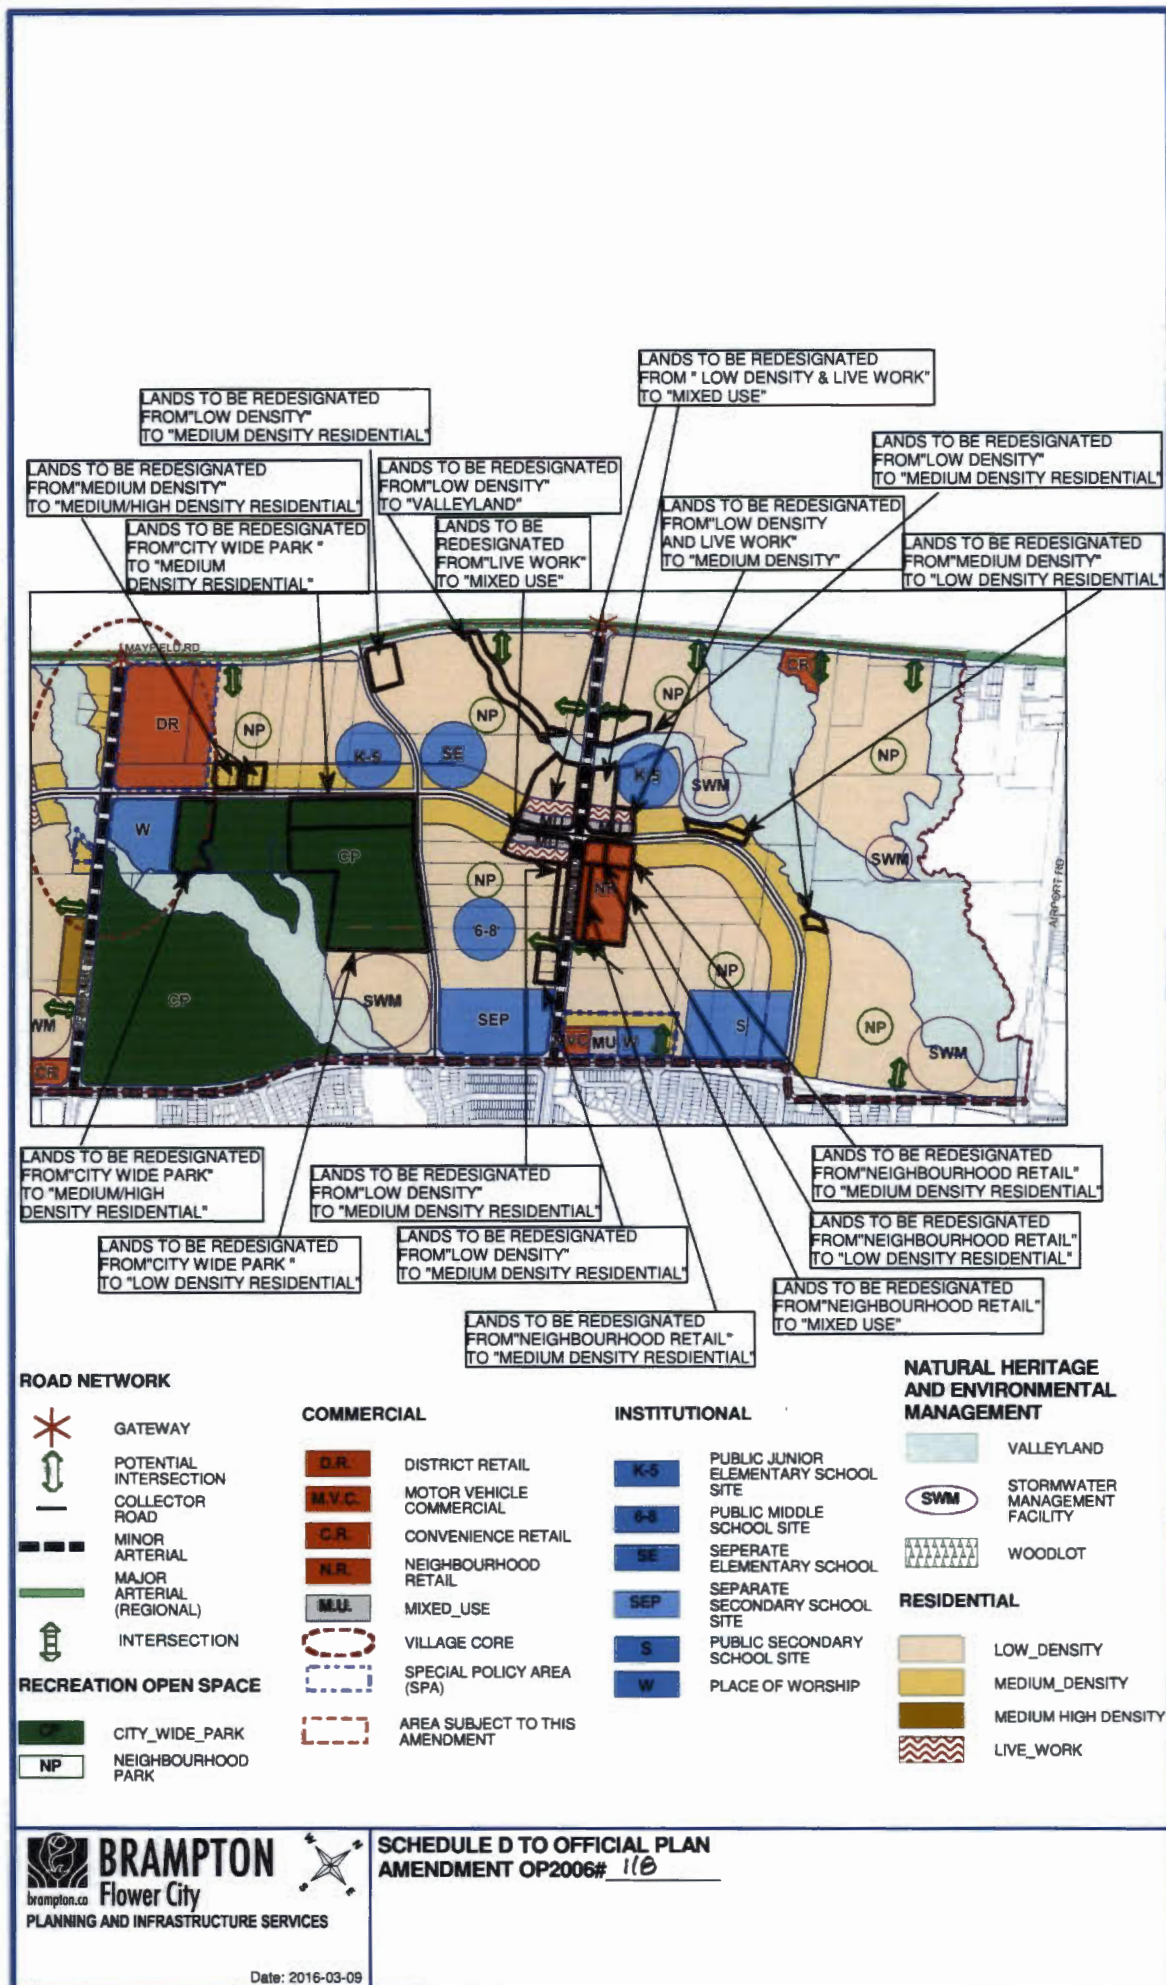 LANDS TO BE REDESIGNATED
FROM " LOW DENSITY & LIVE WORK"
TO "MIXED USE"
LANDS TO BE REDESIGNATED
FROM"LOW DENSITY"
TO "MEDIUM DENSITY RESIDENTIAL"
LANDS TO BE REDESIGNATED
FROM"LOW DENSITY"
TO "MEDIUM DENSITY RESIDENTIAL"
LANDS TO BE REDESIGNATED
FROM"MEDIUM DENSITY"
TO "MEDIUM/HIGH DENSITY RESIDENTIAL"
LANDS TO BE REDESIGNATED
FROM"LOW DENSITY"
TO "VALLEYLAND"
LANDS TO BE REDESIGNATED
FROM"LOW DENSITY
AND LIVE WORK"
TO "MEDIUM DENSITY"
LANDS TO BE REDESIGNATED
FROM"CITY WIDE PARK "
TO "MEDIUM
DENSITY RESIDENTIAL"
LANDS TO BE
REDESIGNATED
FROM"LIVE WORK"
TO "MIXED USE"
LANDS TO BE REDESIGNATED
FROM"MEDIUM DENSITY"
TO "LOW DENSITY RESIDENTIAL"
MAYFIELD RD
DR
NP
K-5
NP
SE
NP
K-5
SWM
CR
NP
SWM
AIRPORT RD
W
CP
MU
MU
MU
NP
6-8
NR
NP
CP
SWM
SEP
MVC
MU
W
S
NP
SWM
WM
CR
LANDS TO BE REDESIGNATED
FROM"CITY WIDE PARK"
TO "MEDIUM/HIGH
DENSITY RESIDENTIAL"
LANDS TO BE REDESIGNATED
FROM"LOW DENSITY"
TO "MEDIUM DENSITY RESIDENTIAL"
LANDS TO BE REDESIGNATED
FROM"NEIGHBOURHOOD RETAIL"
TO "MEDIUM DENSITY RESIDENTIAL"
LANDS TO BE REDESIGNATED
FROM"CITY WIDE PARK "
TO "LOW DENSITY RESIDENTIAL"
LANDS TO BE REDESIGNATED
FROM"LOW DENSITY"
TO "MEDIUM DENSITY RESIDENTIAL"
LANDS TO BE REDESIGNATED
FROM"NEIGHBOURHOOD RETAIL"
TO "LOW DENSITY RESIDENTIAL"
LANDS TO BE REDESIGNATED
FROM"NEIGHBOURHOOD RETAIL"
TO "MIXED USE"
LANDS TO BE REDESIGNATED
FROM"NEIGHBOURHOOD RETAIL"
TO "MEDIUM DENSITY RESDIENTIAL"
ROAD NETWORK
GATEWAY
POTENTIAL
INTERSECTION
COLLECTOR
ROAD
MINOR
ARTERIAL
MAJOR
ARTERIAL
(REGIONAL)
INTERSECTION
RECREATION OPEN SPACE
CP
CITY_WIDE_PARK
NP
NEIGHBOURHOOD
PARK
COMMERCIAL
D.R.
DISTRICT RETAIL
M.V.C.
MOTOR VEHICLE
COMMERCIAL
C.R.
CONVENIENCE RETAIL
N.R.
NEIGHBOURHOOD
RETAIL
M.U.
MIXED_USE
VILLAGE CORE
SPECIAL POLICY AREA
(SPA)
AREA SUBJECT TO THIS
AMENDMENT
INSTITUTIONAL
K-5
PUBLIC JUNIOR
ELEMENTARY SCHOOL
SITE
6-8
PUBLIC MIDDLE
SCHOOL SITE
SE
SEPERATE
ELEMENTARY SCHOOL
SEP
SEPARATE
SECONDARY SCHOOL
SITE
S
PUBLIC SECONDARY
SCHOOL SITE
W
PLACE OF WORSHIP
NATURAL HERITAGE
AND ENVIRONMENTAL
MANAGEMENT
VALLEYLAND
SWM
STORMWATER
MANAGEMENT
FACILITY
WOODLOT
RESIDENTIAL
LOW_DENSITY
MEDIUM_DENSITY
MEDIUM HIGH DENSITY
LIVE_WORK
BRAMPTON
brampton.ca
Flower City
PLANNING AND INFRASTRUCTURE SERVICES
W
N
S
E
Date: 2016-03-09
SCHEDULE D TO OFFICIAL PLAN
AMENDMENT OP2006# 118